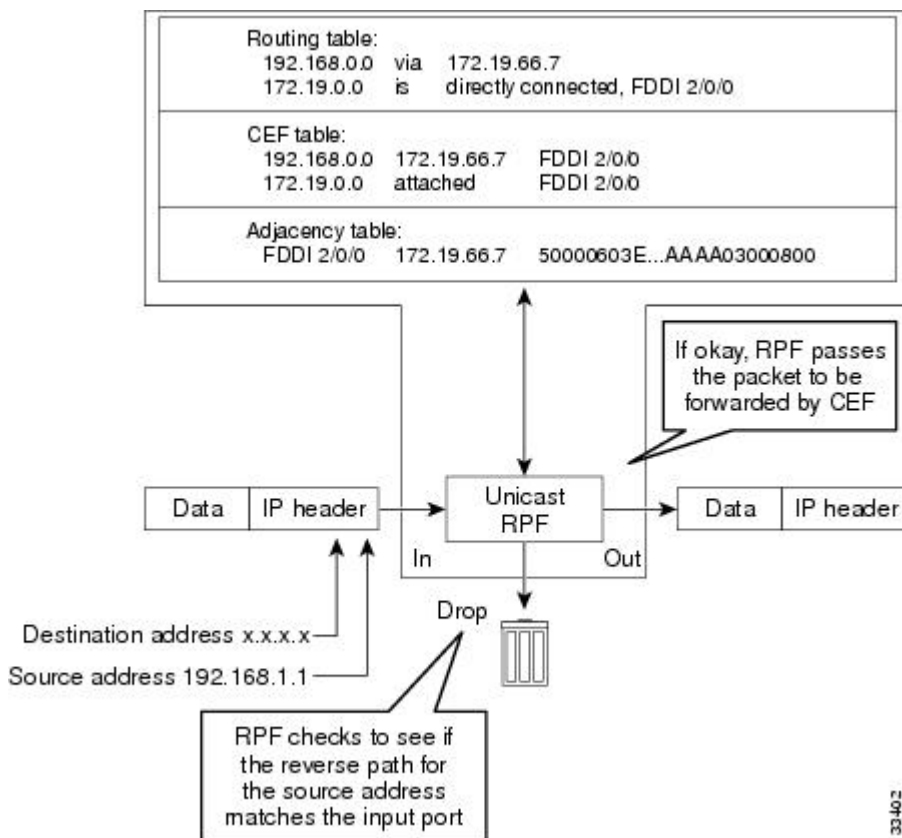 Routing table:
192.168.0.0 via 172.19.66.7
172.19.0.0 is directly connected, FDDI 2/0/0
CEF table:
192.168.0.0 172.19.66.7 FDDI 2/0/0
172.19.0.0 attached FDDI 2/0/0
Adjacency table:
FDDI 2/0/0 172.19.66.7 50000603E...AAAA03000800
If okay, RPF passes
the packet to be
forwarded by CEF
Data IP header
Unicast
RPF
Data IP header
In Out
Drop
Destination address x.x.x.x
Source address 192.168.1.1
RPF checks to see if
the reverse path for
the source address
matches the input port
33402